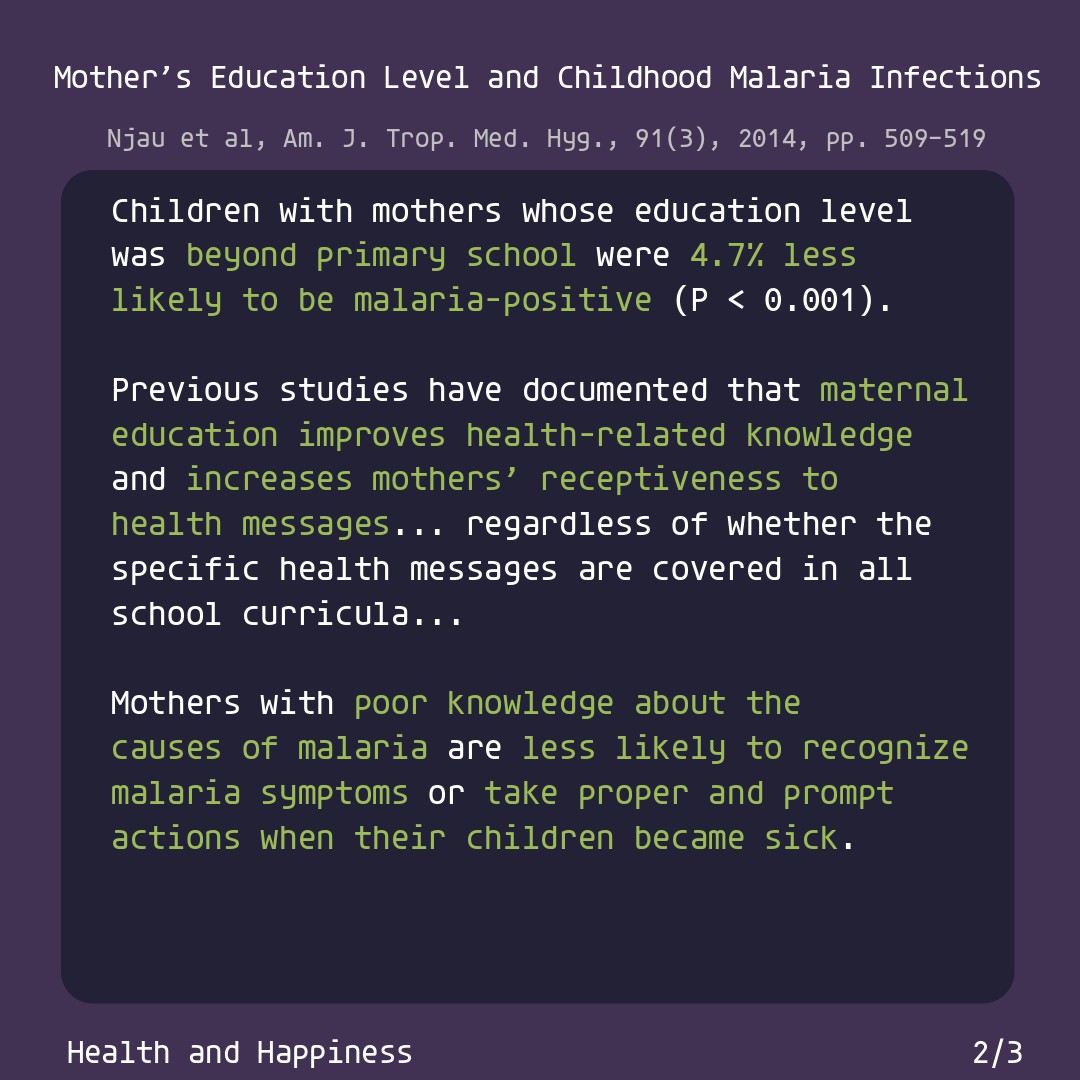 Mother’s Education Level and Childhood Malaria Infections
Njau et al, Am. J. Trop. Med. Hyg., 91(3), 2014, pp. 509–519
Children with mothers whose education level
was beyond primary school were 4.7% less
likely to be malaria-positive (P < 0.001).
Previous studies have documented that maternal
education improves health-related knowledge
and increases mothers’ receptiveness to
health messages... regardless of whether the
specific health messages are covered in all
school curricula...
Mothers with poor knowledge about the
causes of malaria are less likely to recognize
malaria symptoms or take proper and prompt
actions when their children became sick.
Health and Happiness
2/3